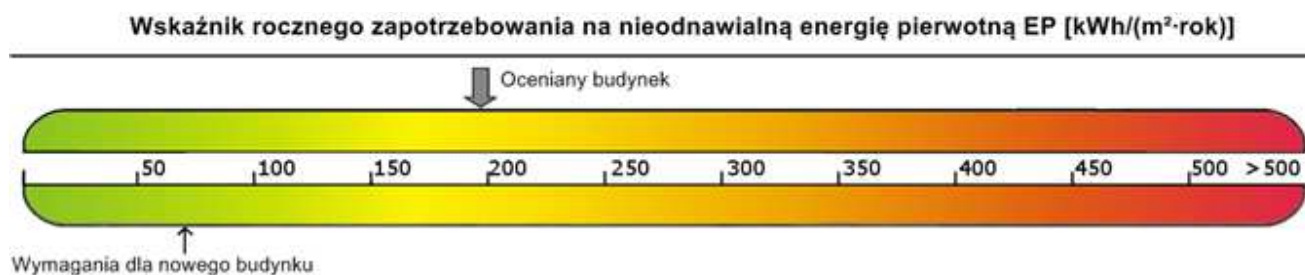 Wskaźnik rocznego zapotrzebowania na nieodnawialną energię pierwotną EP [kWh/(m²·rok)]
Oceniany budynek
50 100 150 200 250 300 350 400 450 500 > 500
Wymagania dla nowego budynku